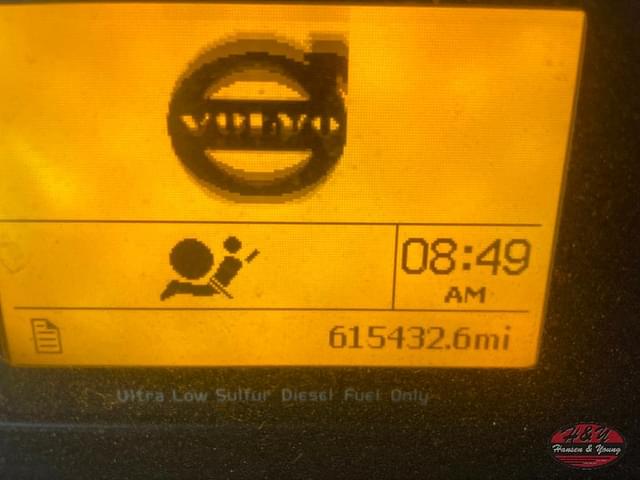 VOLVO
08:49
AM
615432.6mi
Ultra Low Sulfur Diesel Fuel Only
H&Y
Hansen & Young